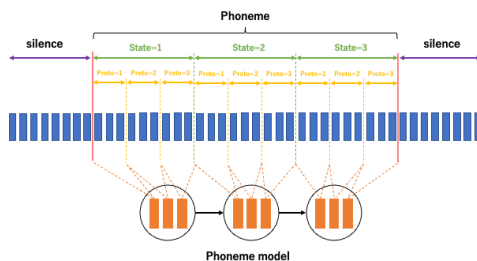 Phoneme
silence State=1 State=2 State=3 silence
Proto=1 Proto=2 Proto=3 Proto=1 Proto=2 Proto=3 Proto=1 Proto=2 Proto=3
Phoneme model